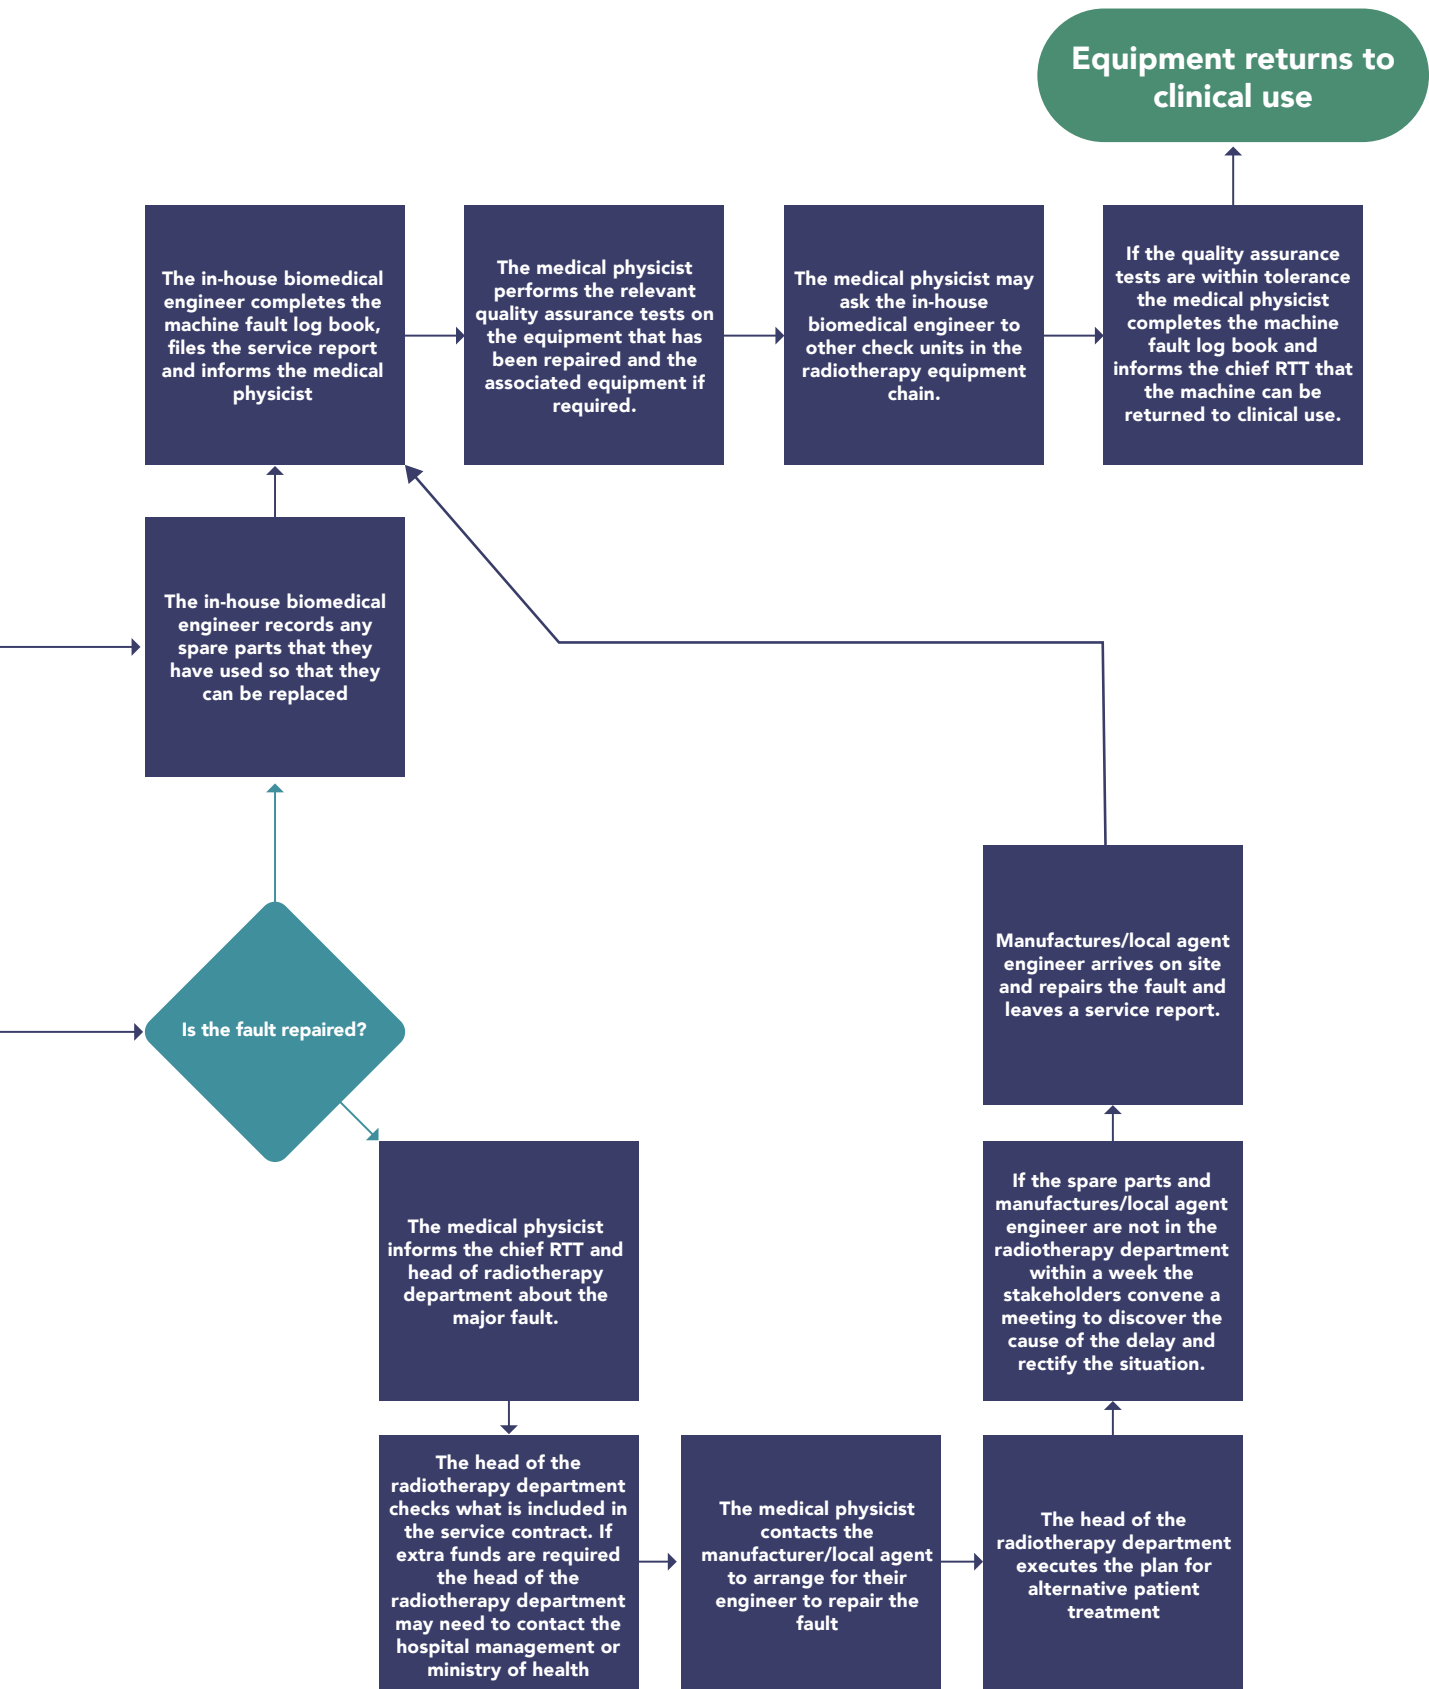 Equipment returns to
clinical use
The in-house biomedical
engineer completes the
machine fault log book,
files the service report
and informs the medical
physicist
The medical physicist
performs the relevant
quality assurance tests on
the equipment that has
been repaired and the
associated equipment if
required.
The medical physicist may
ask the in-house
biomedical engineer to
other check units in the
radiotherapy equipment
chain.
If the quality assurance
tests are within tolerance
the medical physicist
completes the machine
fault log book and
informs the chief RTT that
the machine can be
returned to clinical use.
The in-house biomedical
engineer records any
spare parts that they
have used so that they
can be replaced
Is the fault repaired?
Manufactures/local agent
engineer arrives on site
and repairs the fault and
leaves a service report.
The medical physicist
informs the chief RTT and
head of radiotherapy
department about the
major fault.
If the spare parts and
manufactures/local agent
engineer are not in the
radiotherapy department
within a week the
stakeholders convene a
meeting to discover the
cause of the delay and
rectify the situation.
The head of the
radiotherapy department
checks what is included in
the service contract. If
extra funds are required
the head of the
radiotherapy department
may need to contact the
hospital management or
ministry of health
The medical physicist
contacts the
manufacturer/local agent
to arrange for their
engineer to repair the
fault
The head of the
radiotherapy department
executes the plan for
alternative patient
treatment